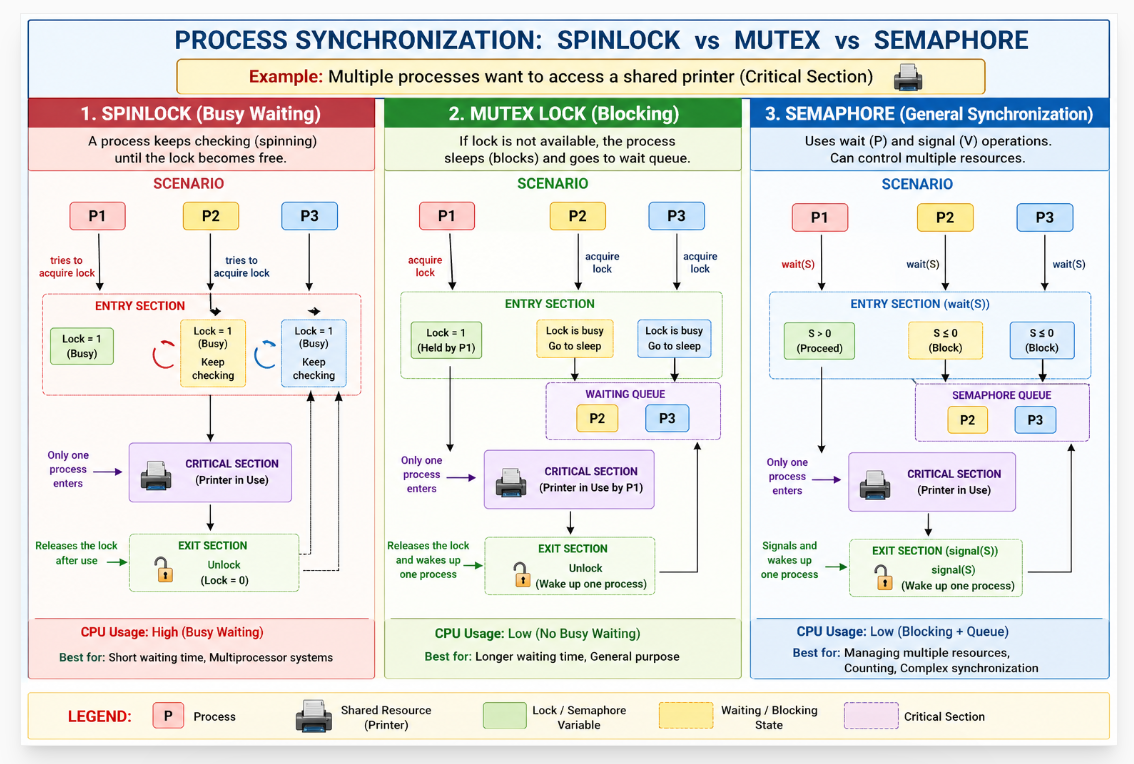 PROCESS SYNCHRONIZATION: SPINLOCK vs MUTEX vs SEMAPHORE
Example: Multiple processes want to access a shared printer (Critical Section)
1. SPINLOCK (Busy Waiting)
A process keeps checking (spinning)
until the lock becomes free.
SCENARIO
P1
P2
P3
tries to
acquire lock
tries to
acquire lock
ENTRY SECTION
Lock = 1
(Busy)
Lock = 1
(Busy)
Keep
checking
Lock = 1
(Busy)
Keep
checking
Only one
process
enters
CRITICAL SECTION
(Printer in Use)
Releases the lock
after use
EXIT SECTION
Unlock
(Lock = 0)
CPU Usage: High (Busy Waiting)
Best for: Short waiting time, Multiprocessor systems
2. MUTEX LOCK (Blocking)
If lock is not available, the process
sleeps (blocks) and goes to wait queue.
SCENARIO
P1
P2
P3
acquire
lock
acquire
lock
acquire
lock
ENTRY SECTION
Lock = 1
(Held by P1)
Lock is busy
Go to sleep
Lock is busy
Go to sleep
WAITING QUEUE
P2
P3
Only one
process
enters
CRITICAL SECTION
(Printer in Use by P1)
Releases the lock
and wakes up
one process
EXIT SECTION
Unlock
(Wake up one process)
CPU Usage: Low (No Busy Waiting)
Best for: Longer waiting time, General purpose
3. SEMAPHORE (General Synchronization)
Uses wait (P) and signal (V) operations.
Can control multiple resources.
SCENARIO
P1
P2
P3
wait(S)
wait(S)
wait(S)
ENTRY SECTION (wait(S))
S > 0
(Proceed)
S ≤ 0
(Block)
S ≤ 0
(Block)
SEMAPHORE QUEUE
P2
P3
Only one
process
enters
CRITICAL SECTION
(Printer in Use)
Signals and
wakes up
one process
EXIT SECTION (signal(S))
signal(S)
(Wake up one process)
CPU Usage: Low (Blocking + Queue)
Best for: Managing multiple resources,
Counting, Complex synchronization
LEGEND:
P
Process
Shared Resource
(Printer)
Lock / Semaphore
Variable
Waiting / Blocking
State
Critical Section